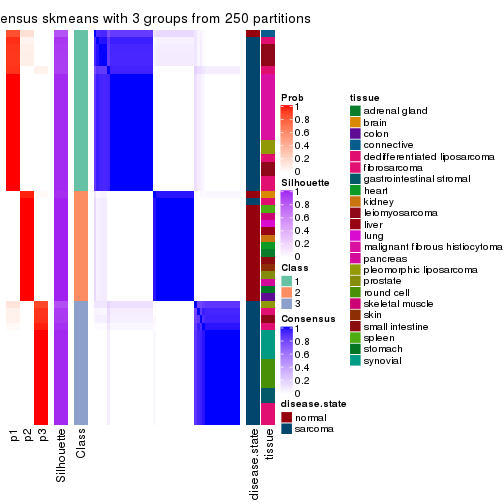 ensus skmeans with 3 groups from 250 partitions
Prob
1
0.8
0.6
0.4
0.2
0
Silhouette
1
0.8
0.6
0.4
0.2
0
Class
1
2
3
Consensus
1
0.8
0.6
0.4
0.2
0
disease.state
normal
sarcoma
tissue
adrenal gland
brain
colon
connective
dedifferentiated liposarcoma
fibrosarcoma
gastrointestinal stromal
heart
kidney
leiomyosarcoma
liver
lung
malignant fibrous histiocytoma
pancreas
pleomorphic liposarcoma
prostate
round cell
skeletal muscle
skin
small intestine
spleen
stomach
synovial
p1
p2
p3
Silhouette
Class
disease.state
tissue